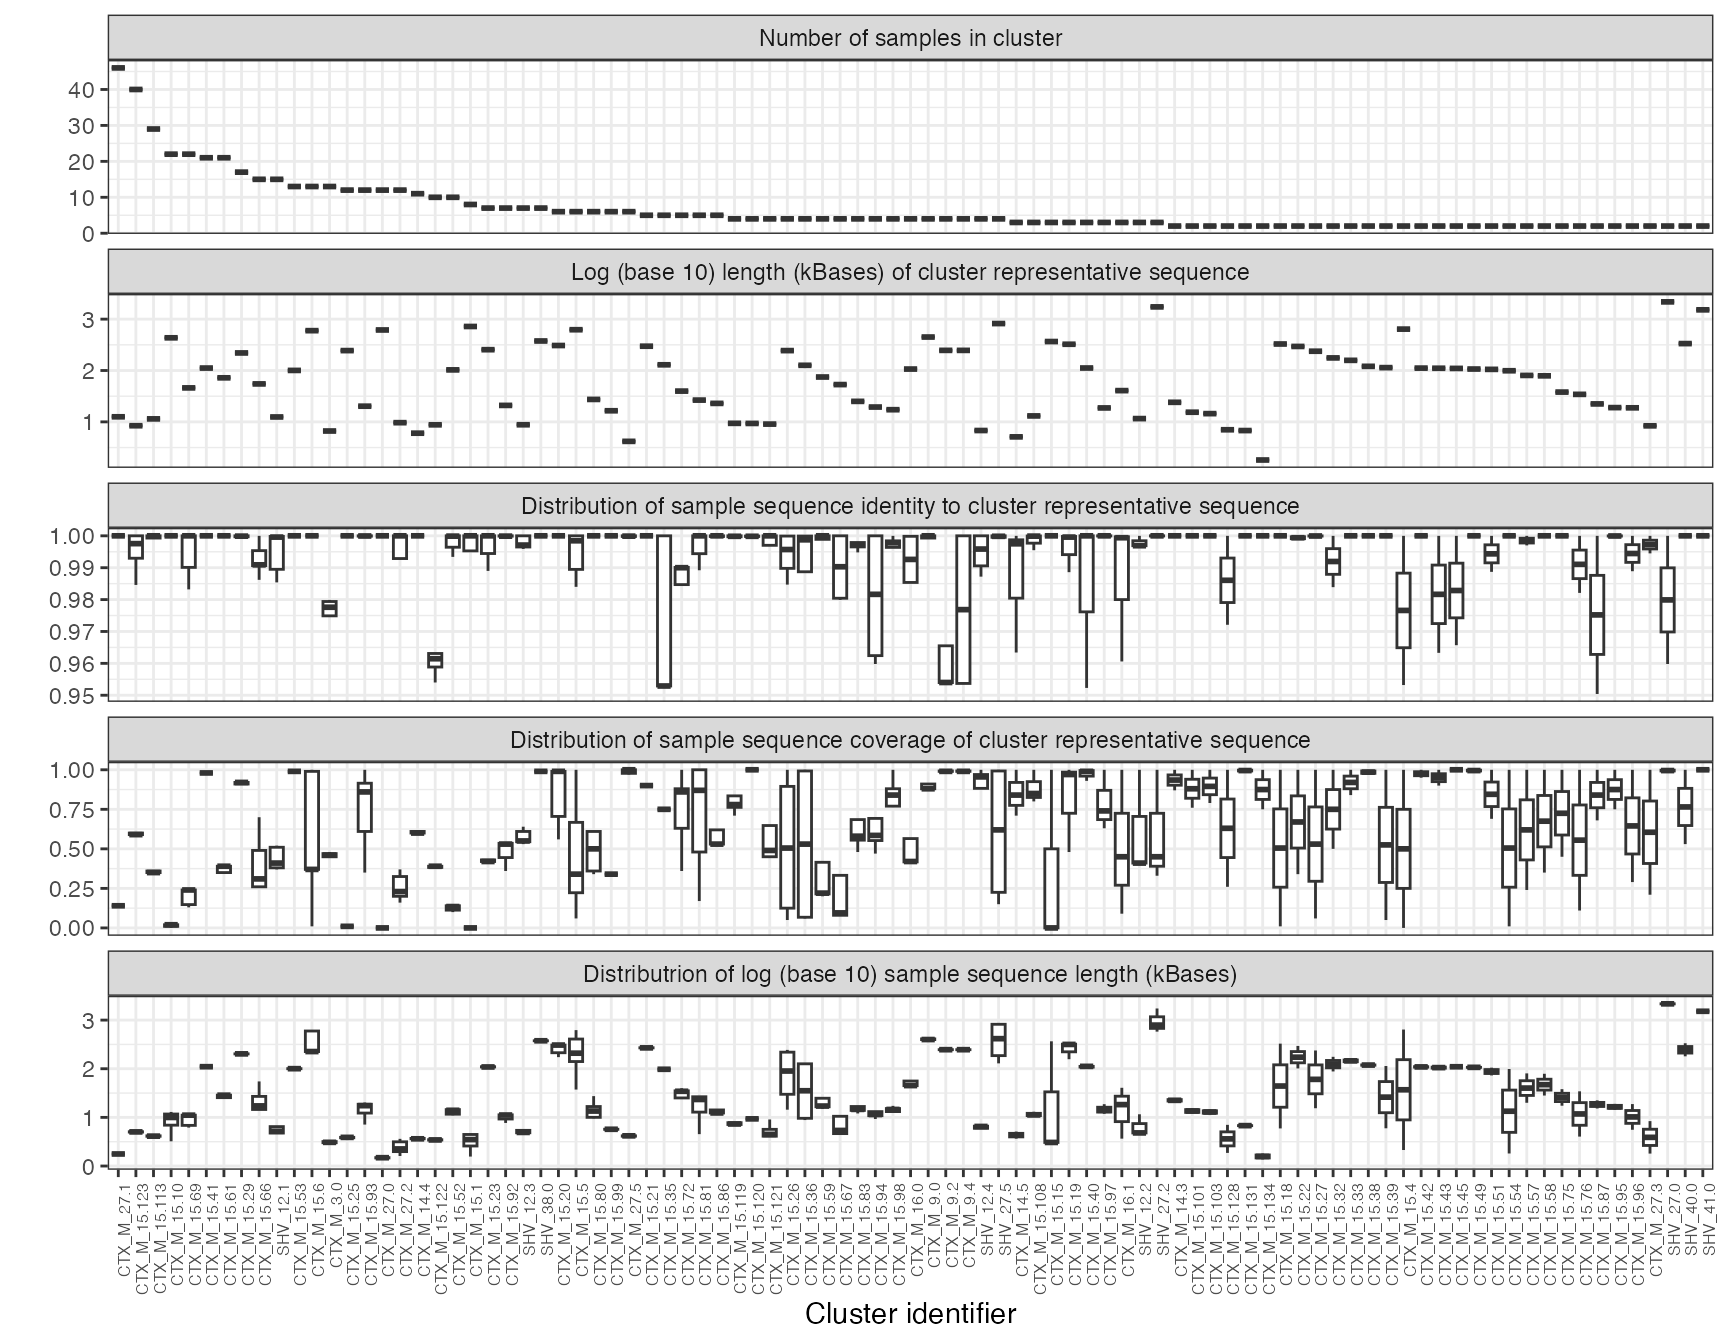 Number of samples in cluster
40
30
20
10
0
Log (base 10) length (kBases) of cluster representative sequence
3
2
1
Distribution of sample sequence identity to cluster representative sequence
1.00
0.99
0.98
0.97
0.96
0.95
Distribution of sample sequence coverage of cluster representative sequence
1.00
0.75
0.50
0.25
0.00
Distributrion of log (base 10) sample sequence length (kBases)
3
2
1
0
CTX_M_27.1
CTX_M_15.123
CTX_M_15.113
CTX_M_15.10
CTX_M_15.69
CTX_M_15.41
CTX_M_15.61
CTX_M_15.29
CTX_M_15.66
SHV_12.1
CTX_M_15.53
CTX_M_15.6
CTX_M_3.0
CTX_M_15.25
CTX_M_15.93
CTX_M_27.0
CTX_M_27.2
CTX_M_14.4
CTX_M_15.122
CTX_M_15.52
CTX_M_15.1
CTX_M_15.23
CTX_M_15.92
SHV_12.3
SHV_38.0
CTX_M_15.20
CTX_M_15.5
CTX_M_15.80
CTX_M_15.99
CTX_M_27.5
CTX_M_15.21
CTX_M_15.35
CTX_M_15.72
CTX_M_15.81
CTX_M_15.86
CTX_M_15.119
CTX_M_15.120
CTX_M_15.121
CTX_M_15.26
CTX_M_15.36
CTX_M_15.59
CTX_M_15.67
CTX_M_15.83
CTX_M_15.94
CTX_M_15.98
CTX_M_16.0
CTX_M_9.0
CTX_M_9.2
CTX_M_9.4
SHV_12.4
SHV_27.5
CTX_M_14.5
CTX_M_15.108
CTX_M_15.15
CTX_M_15.19
CTX_M_15.40
CTX_M_15.97
CTX_M_16.1
SHV_12.2
SHV_27.2
CTX_M_14.3
CTX_M_15.101
CTX_M_15.103
CTX_M_15.128
CTX_M_15.131
CTX_M_15.134
CTX_M_15.18
CTX_M_15.22
CTX_M_15.27
CTX_M_15.32
CTX_M_15.33
CTX_M_15.38
CTX_M_15.39
CTX_M_15.4
CTX_M_15.42
CTX_M_15.43
CTX_M_15.45
CTX_M_15.49
CTX_M_15.51
CTX_M_15.54
CTX_M_15.57
CTX_M_15.58
CTX_M_15.75
CTX_M_15.76
CTX_M_15.87
CTX_M_15.95
CTX_M_15.96
CTX_M_27.3
SHV_27.0
SHV_40.0
SHV_41.0
Cluster identifier